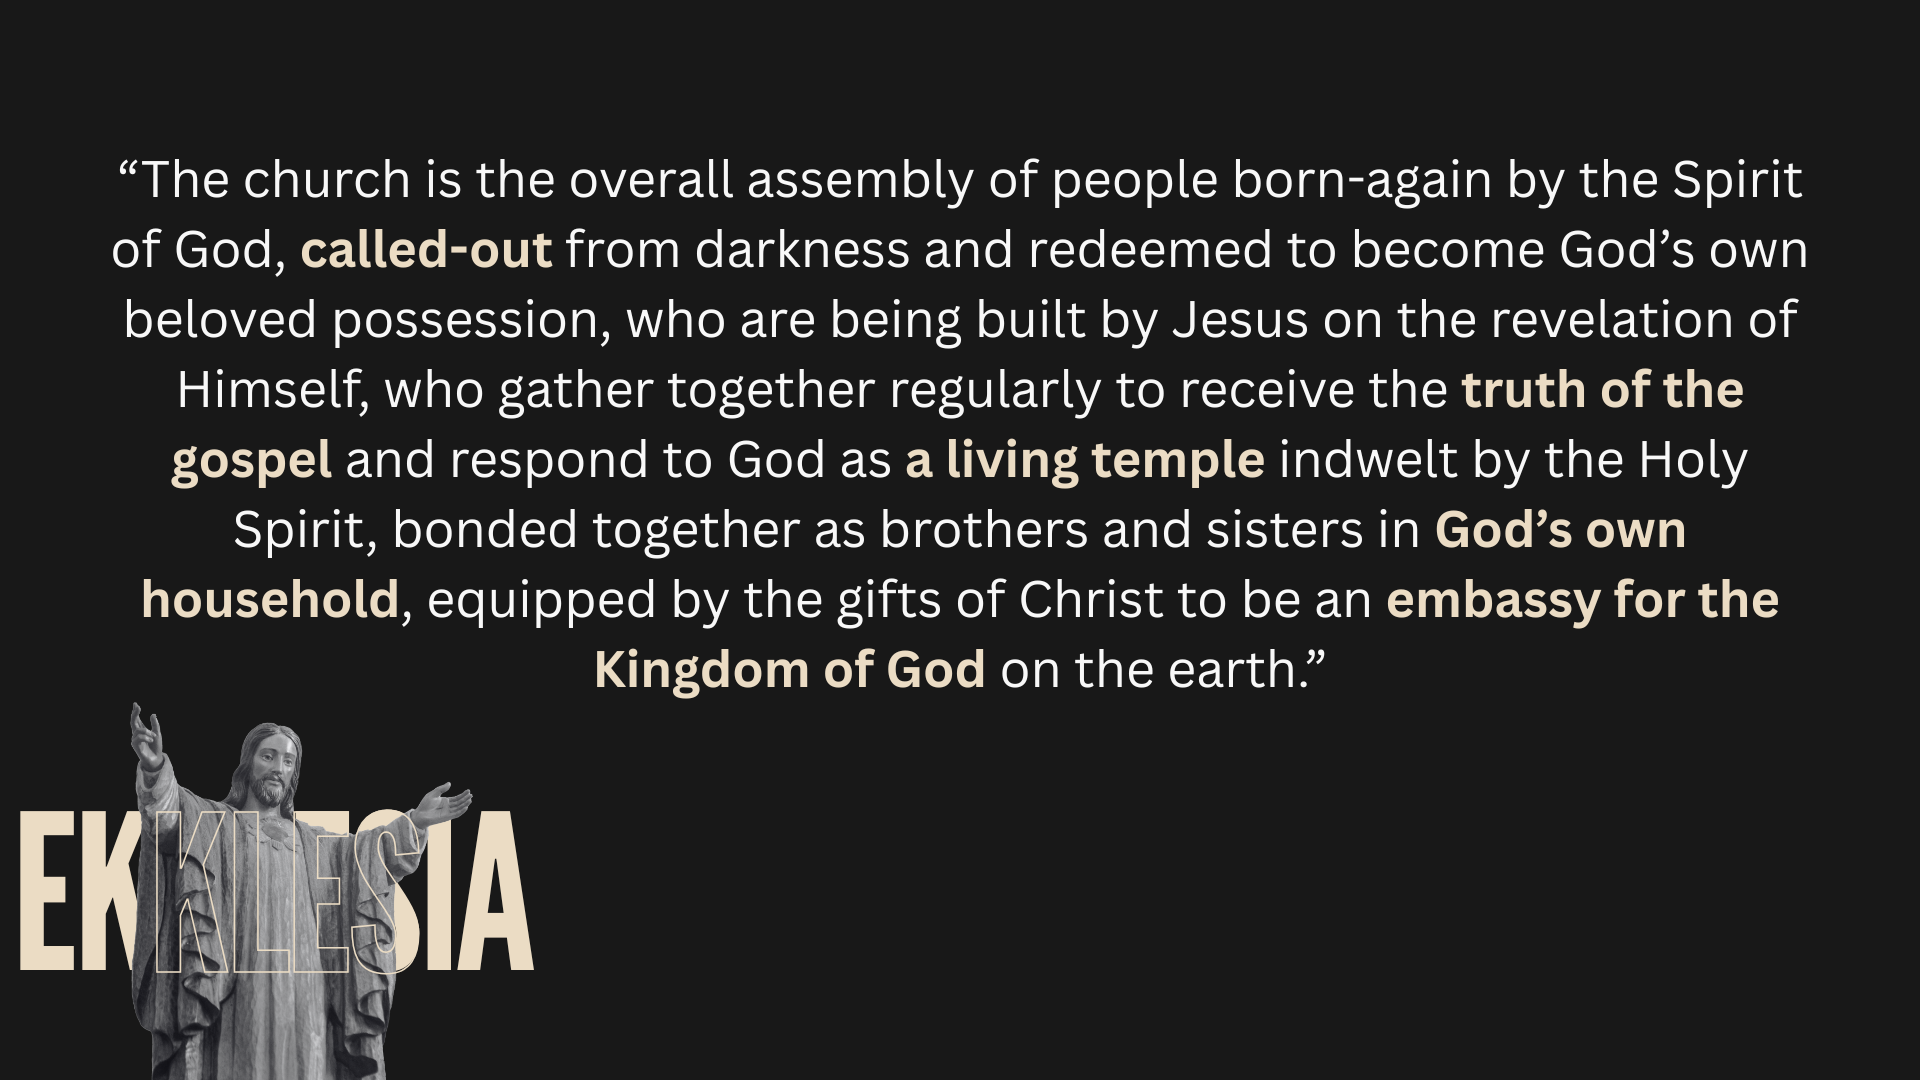 “The church is the overall assembly of people born-again by the Spirit
of God, called-out from darkness and redeemed to become God’s own
beloved possession, who are being built by Jesus on the revelation of
Himself, who gather together regularly to receive the truth of the
gospel and respond to God as a living temple indwelt by the Holy
Spirit, bonded together as brothers and sisters in God’s own
household, equipped by the gifts of Christ to be an embassy for the
Kingdom of God on the earth.”
EKKLESIA